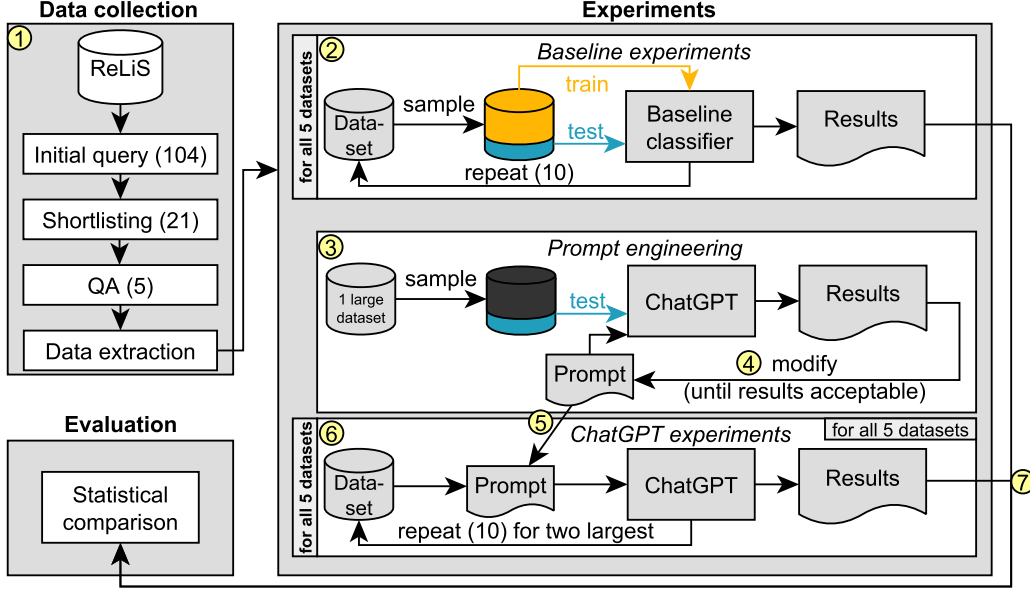 Data collection
1
ReLiS
Initial query (104)
Shortlisting (21)
QA (5)
Data extraction
Experiments
for all 5 datasets
2
Baseline experiments
Data-
set
sample
train
test
Baseline
classifier
Results
repeat (10)
3
Prompt engineering
1 large
dataset
sample
test
ChatGPT
Results
Prompt
4
modify
(until results acceptable)
5
for all 5 datasets
6
ChatGPT experiments
for all 5 datasets
Data-
set
Prompt
ChatGPT
Results
repeat (10) for two largest
7
Evaluation
Statistical
comparison